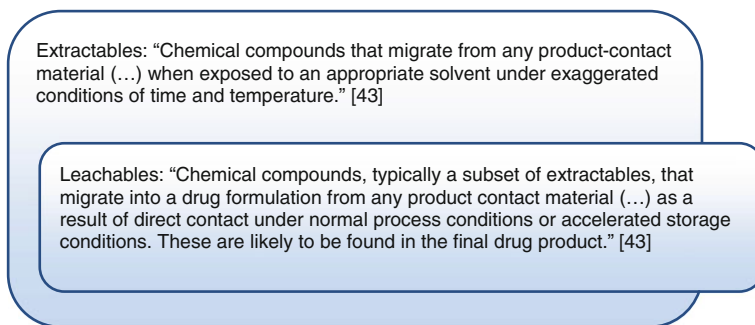 Extractables: “Chemical compounds that migrate from any product-contact
material (...) when exposed to an appropriate solvent under exaggerated
conditions of time and temperature.” [43]
Leachables: “Chemical compounds, typically a subset of extractables, that
migrate into a drug formulation from any product contact material (...) as a
result of direct contact under normal process conditions or accelerated storage
conditions. These are likely to be found in the final drug product.” [43]